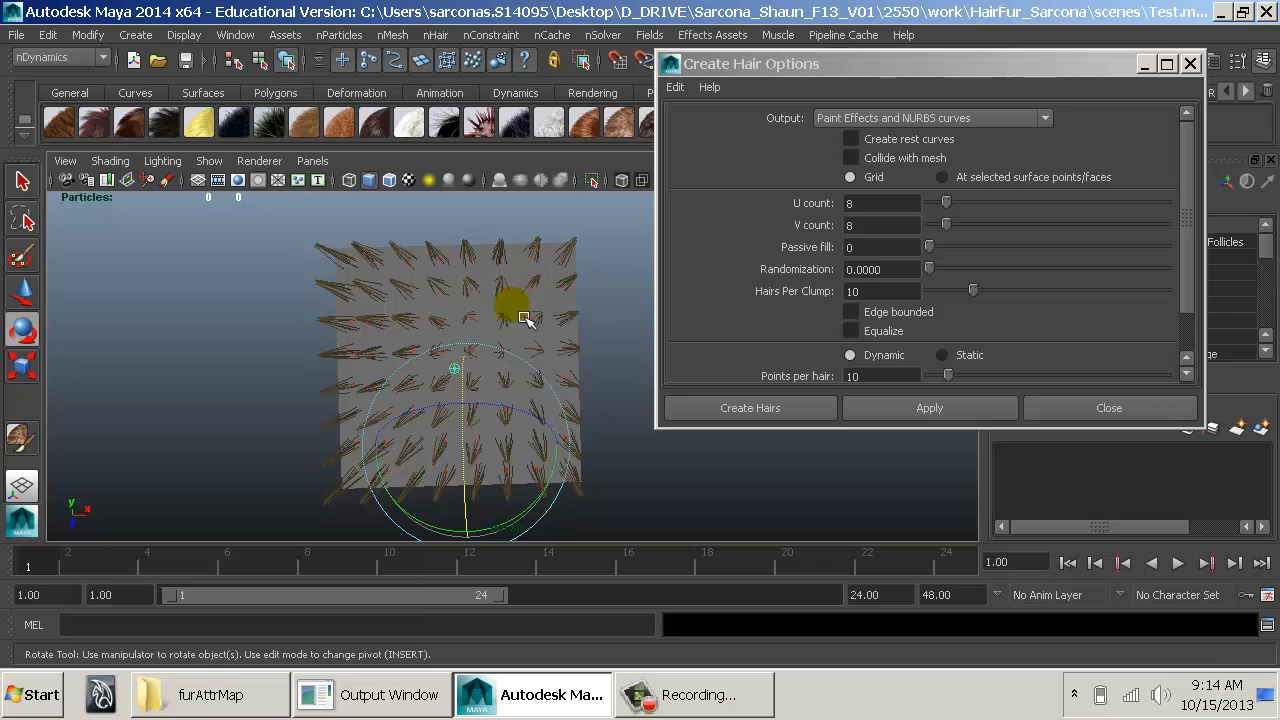 Autodesk Maya 2014 x64 - Educational Version: C:\Users\sarconas.S14095\Desktop\D_DRIVE\Sarcona_Shaun_F13_V01\2550\work\HairFur_Sarcona\scenes\Test.m...
File Edit Modify Create Display Window Assets nParticles nMesh nHair nConstraint nCache nSolver Fields Effects Assets Muscle Pipeline Cache Help
nDynamics
Create Hair Options
Edit Help
General Curves Surfaces Polygons Deformation Animation Dynamics Rendering
Output: Paint Effects and NURBS curves
Create rest curves
Collide with mesh
Grid At selected surface points/faces
View Shading Lighting Show Renderer Panels
Particles: 0 0
U count: 8
V count: 8
Passive fill: 0
Follicles
Randomization: 0.0000
Hairs Per Clump: 10
Edge bounded
Equalize
Dynamic Static
Points per hair: 10
Create Hairs Apply Close
y
x
z
2 4 6 8 10 12 14 16 18 20 22 24
1
1.00
1.00 1.00 1 24 24.00 48.00 No Anim Layer No Character Set
MEL
Rotate Tool: Use manipulator to rotate object(s). Use edit mode to change pivot (INSERT).
Start furAttrMap Output Window Autodesk Ma... Recording...
9:14 AM
10/15/2013